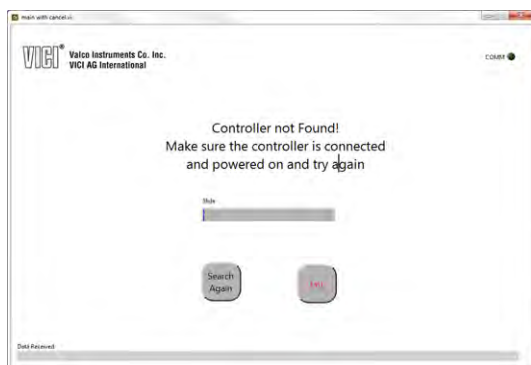 main with cancel.vi
VICI®
Valco Instruments Co. Inc.
VICI AG International
COMM
Controller not Found!
Make sure the controller is connected
and powered on and try again
Slide
Search
Again
Data Received